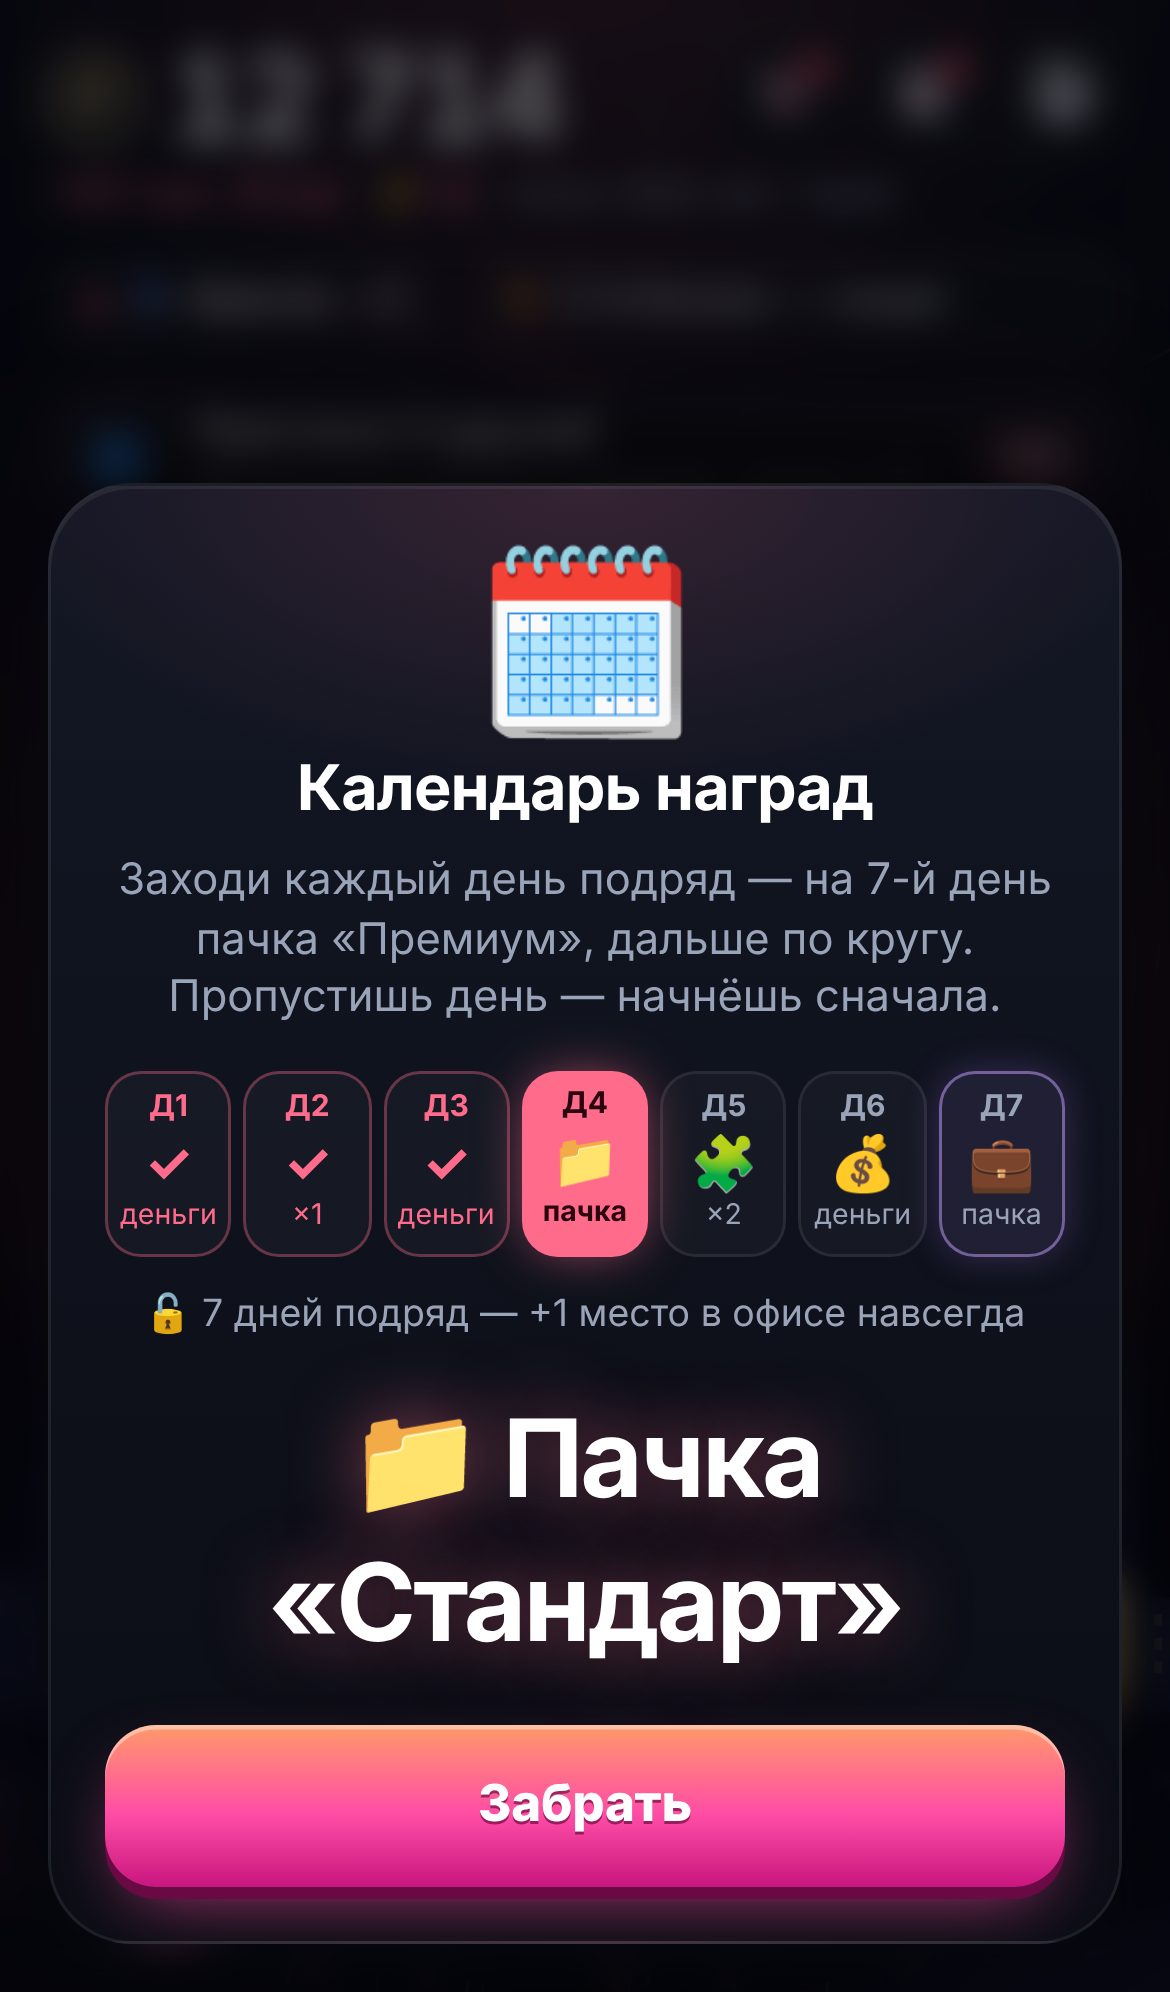 12 714
Календарь наград
Заходи каждый день подряд — на 7-й день
пачка «Премиум», дальше по кругу.
Пропустишь день — начнёшь сначала.
Д1 Д2 Д3 Д4 Д5 Д6 Д7
деньги ×1 деньги пачка ×2 деньги пачка
7 дней подряд — +1 место в офисе навсегда
Пачка
«Стандарт»
Забрать